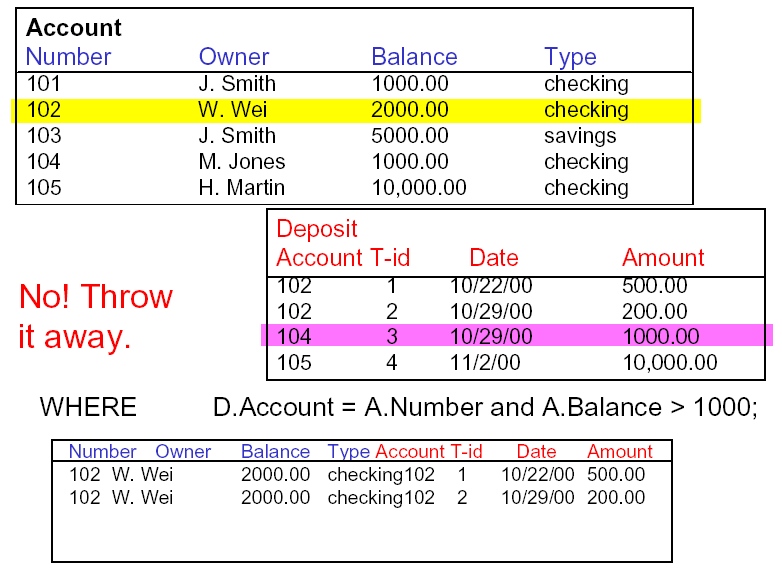 Account
Number Owner Balance Type
101 J. Smith 1000.00 checking
102 W. Wei 2000.00 checking
103 J. Smith 5000.00 savings
104 M. Jones 1000.00 checking
105 H. Martin 10,000.00 checking
Deposit
Account T-id Date Amount
102 1 10/22/00 500.00
102 2 10/29/00 200.00
104 3 10/29/00 1000.00
105 4 11/2/00 10,000.00
No! Throw
it away.
WHERE D.Account = A.Number and A.Balance > 1000;
Number Owner Balance Type Account T-id Date Amount
102 W. Wei 2000.00 checking102 1 10/22/00 500.00
102 W. Wei 2000.00 checking102 2 10/29/00 200.00